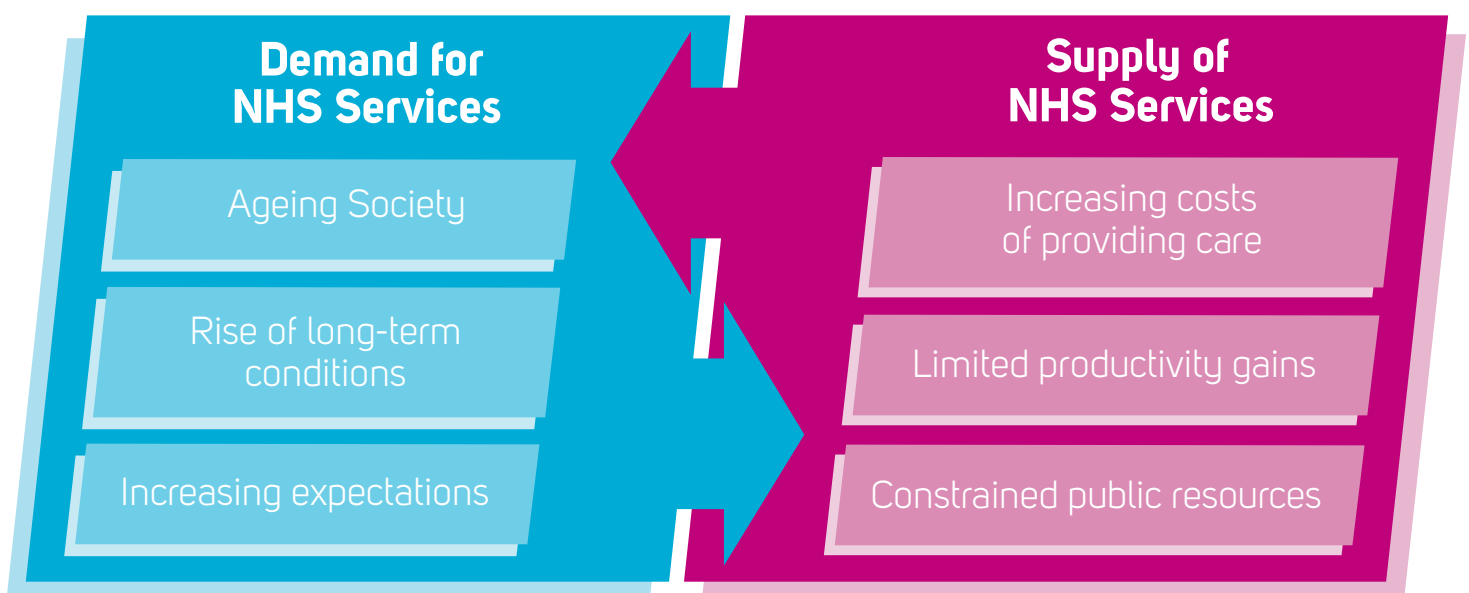 Demand for
NHS Services
Ageing Society
Rise of long-term
conditions
Increasing expectations
Supply of
NHS Services
Increasing costs
of providing care
Limited productivity gains
Constrained public resources